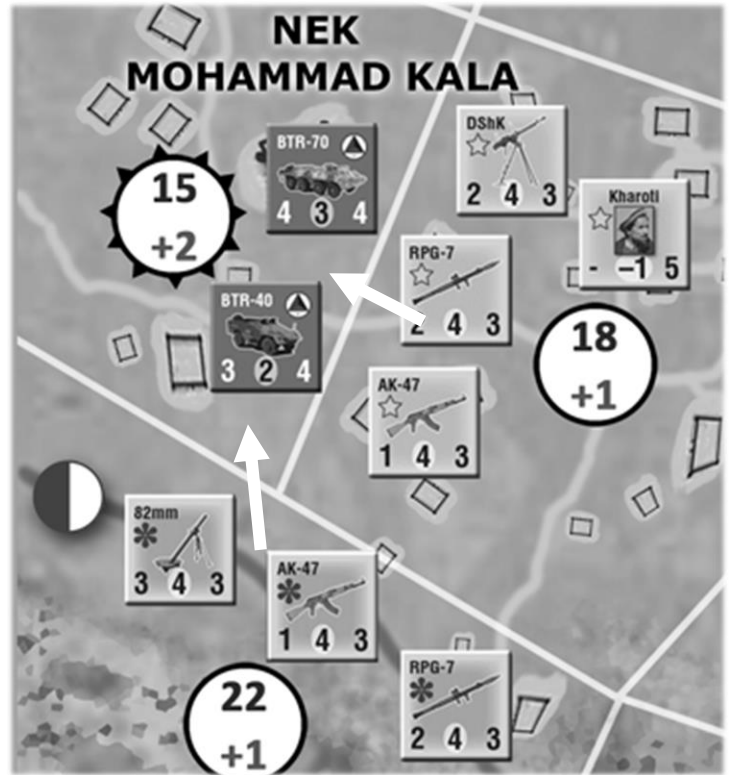 NEK
MOHAMMAD KALA
15
+2
BTR-70
4 3 4
DShK
2 4 3
Kharoti
- -1 5
RPG-7
2 4 3
BTR-40
3 2 4
18
+1
AK-47
1 4 3
82mm
3 4 3
AK-47
1 4 3
22
+1
RPG-7
2 4 3